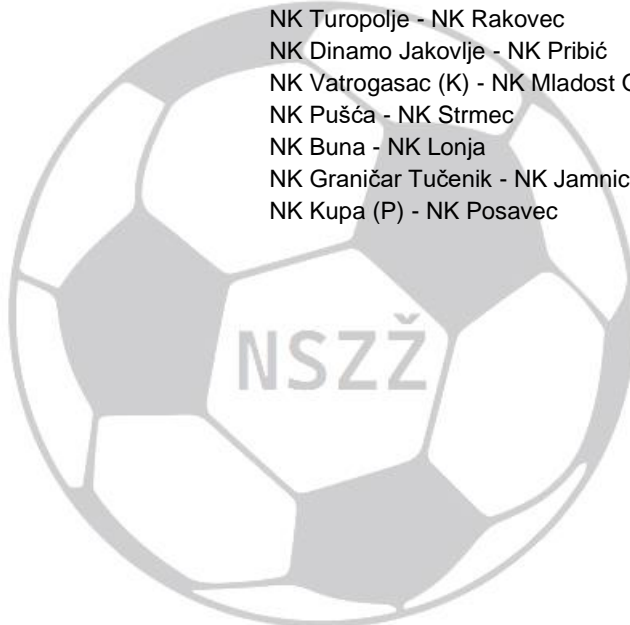 NK Turopolje - NK Rakovec
NK Dinamo Jakovlje - NK Pribić
NK Vatrogasac (K) - NK Mladost
NK Pušća - NK Strmec
NK Buna - NK Lonja
NK Graničar Tučenik - NK
NK Kupa (P) - NK Posavec
NSZŽ